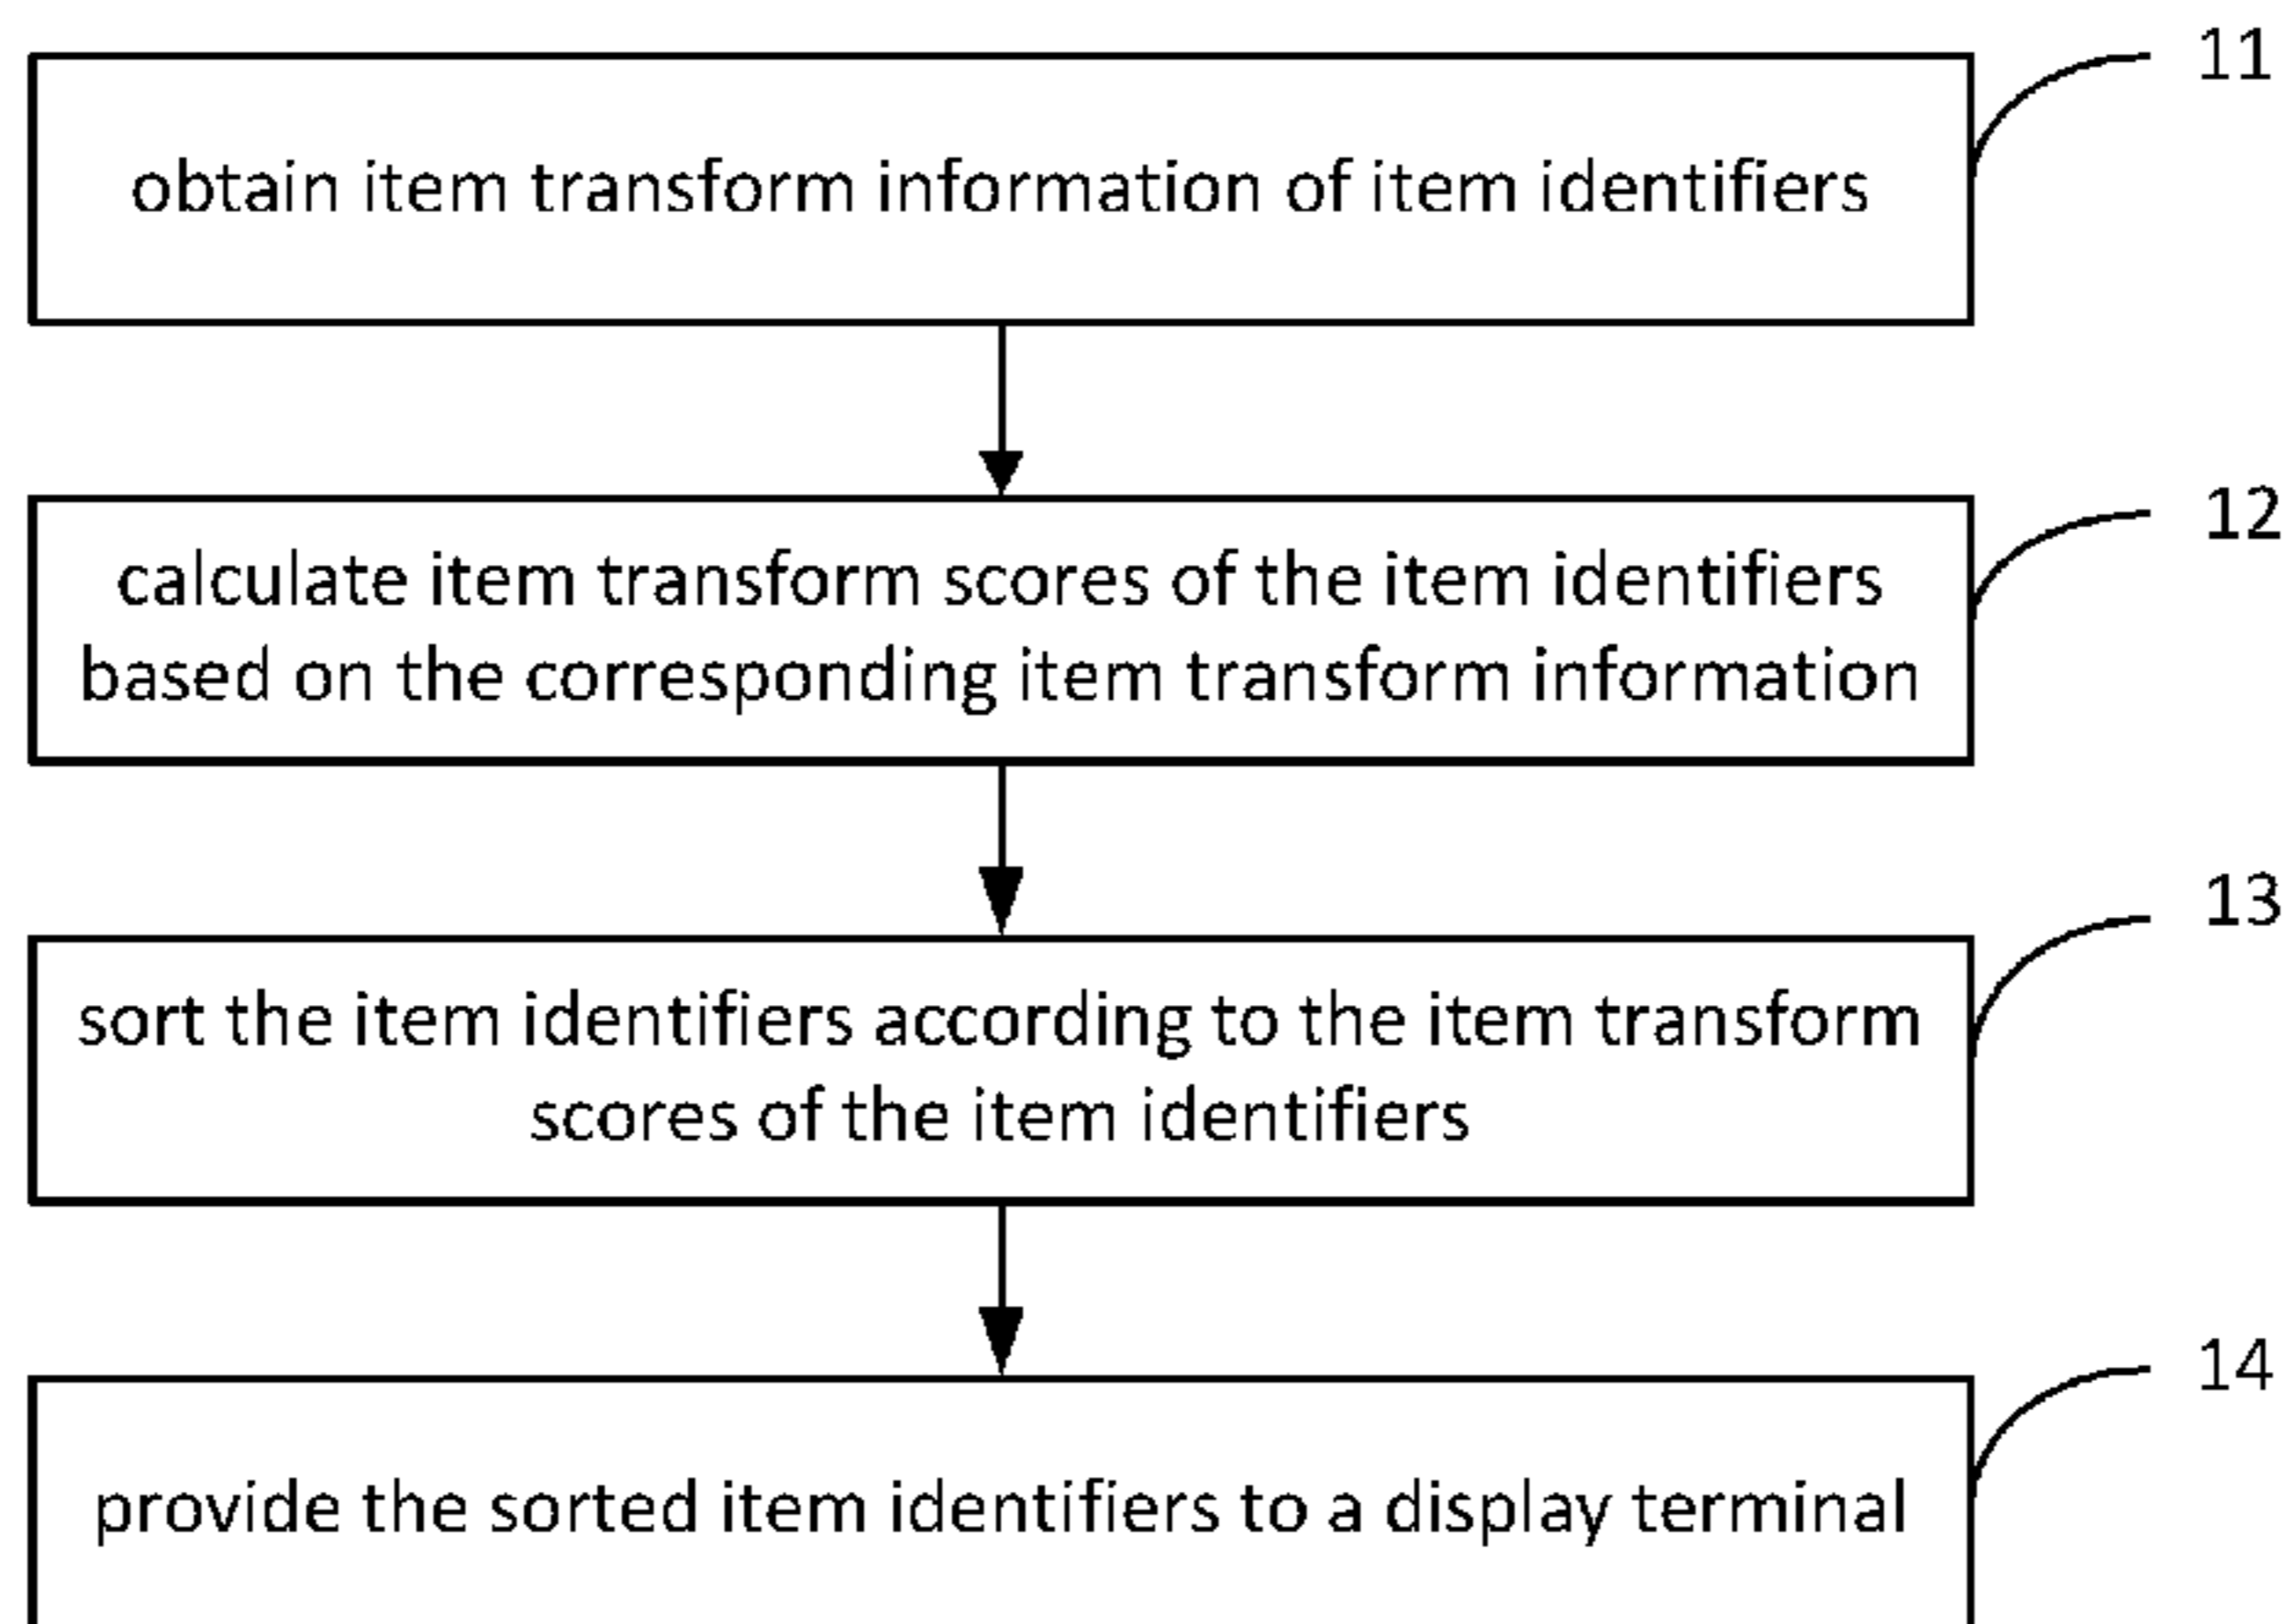 11
obtain item transform information of item identifiers
12
calculate item transform scores of the item identifiers
based on the corresponding item transform information
13
sort the item identifiers according to the item transform
scores of the item identifiers
14
provide the sorted item identifiers to a display terminal